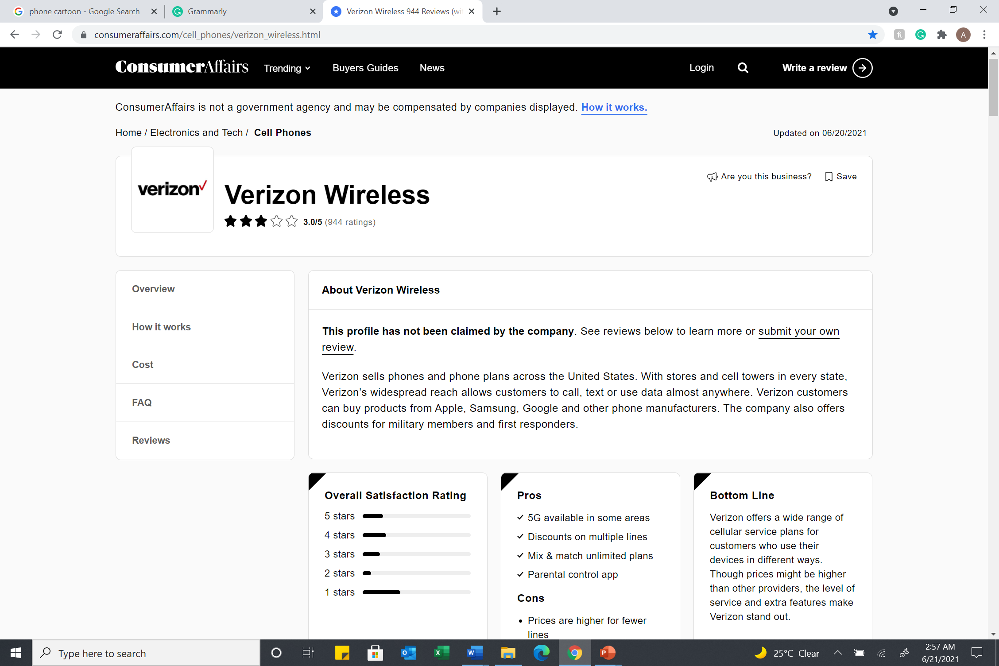 phone cartoon - Google Search
Grammarly
Verizon Wireless 944 Reviews (wi
consumeraffairs.com/cell_phones/verizon_wireless.html
A
ConsumerAffairs Trending Buyers Guides News Login Write a review
ConsumerAffairs is not a government agency and may be compensated by companies displayed. How it works.
Home / Electronics and Tech / Cell Phones
Updated on 06/20/2021
verizon
Are you this business? Save
Verizon Wireless
3.0/5 (944 ratings)
Overview
How it works
Cost
FAQ
Reviews
About Verizon Wireless
This profile has not been claimed by the company. See reviews below to learn more or submit your own
review.
Verizon sells phones and phone plans across the United States. With stores and cell towers in every state,
Verizon’s widespread reach allows customers to call, text or use data almost anywhere. Verizon customers
can buy products from Apple, Samsung, Google and other phone manufacturers. The company also offers
discounts for military members and first responders.
Overall Satisfaction Rating
5 stars
4 stars
3 stars
2 stars
1 stars
Pros
5G available in some areas
Discounts on multiple lines
Mix & match unlimited plans
Parental control app
Cons
Prices are higher for fewer
lines
Bottom Line
Verizon offers a wide range of
cellular service plans for
customers who use their
devices in different ways.
Though prices might be higher
than other providers, the level of
service and extra features make
Verizon stand out.
Type here to search
25°C Clear
2:57 AM
6/21/2021